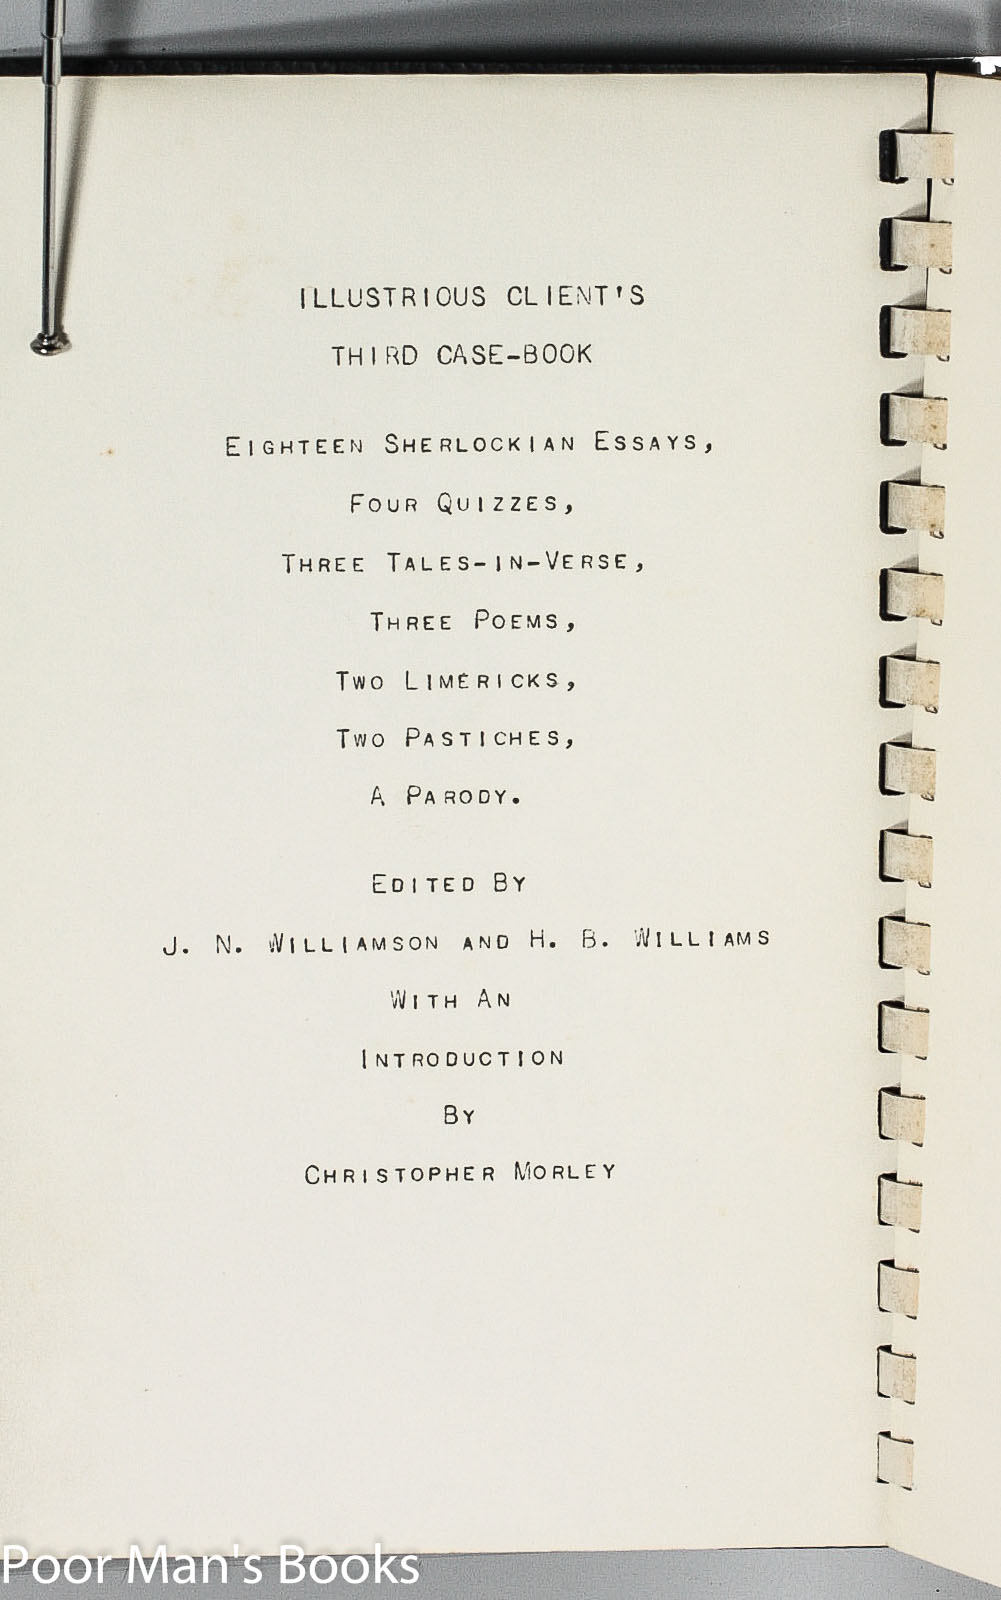 ILLUSTRIOUS CLIENT'S
THIRD CASE-BOOK
EIGHTEEN SHERLOCKIAN ESSAYS,
FOUR QUIZZES,
THREE TALES-IN-VERSE,
THREE POEMS,
TWO LIMERICKS,
TWO PASTICHES,
A PARODY.
EDITED BY
J. N. WILLIAMSON AND H. B. WILLIAMS
WITH AN
INTRODUCTION
BY
CHRISTOPHER MORLEY
Poor Man's Books